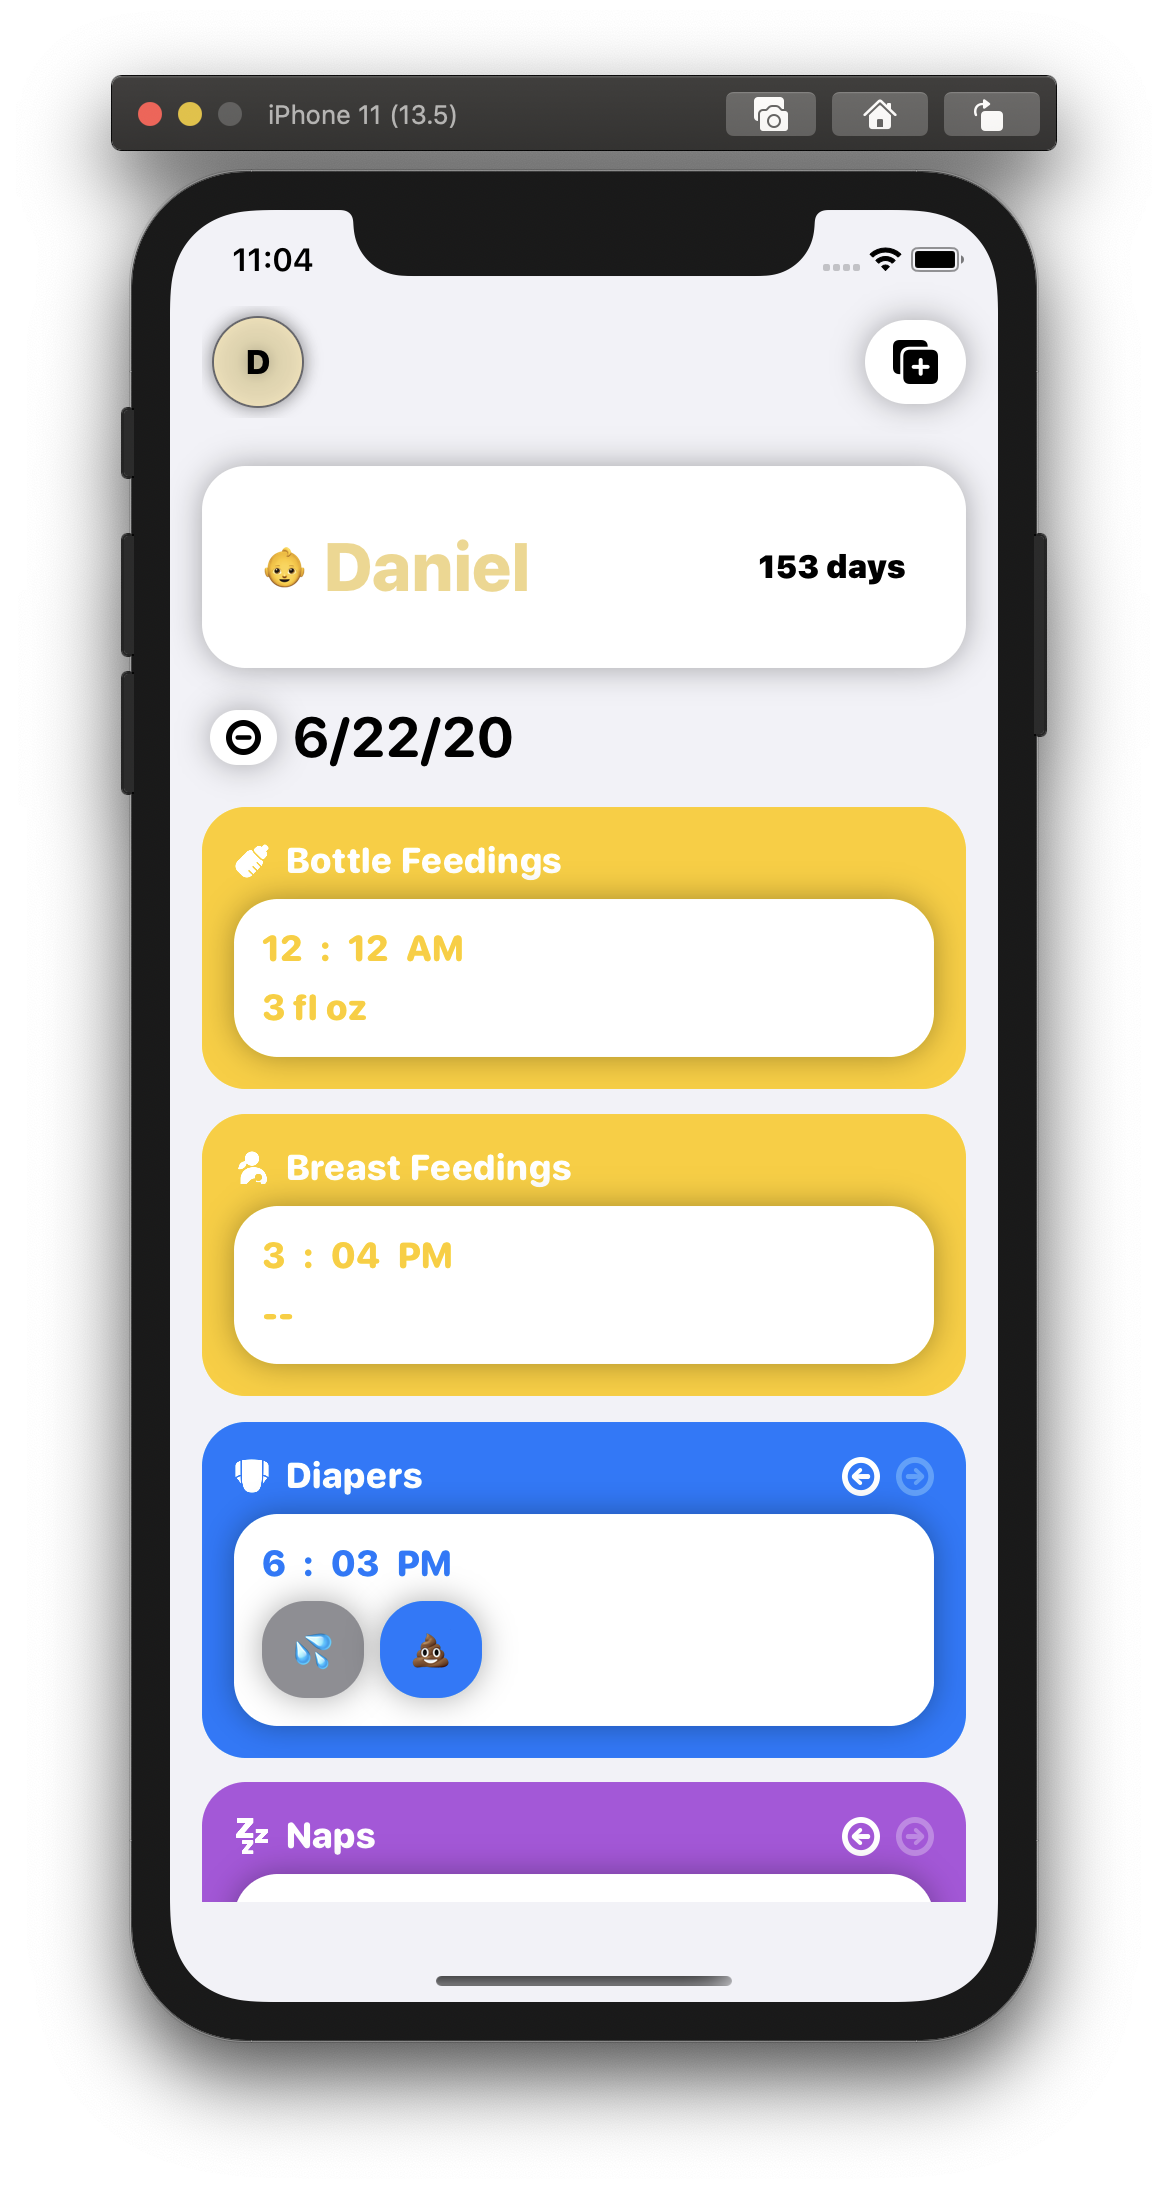 iPhone 11 (13.5)
11:04
D
Daniel
153 days
6/22/20
Bottle Feedings
12 : 12 AM
3 fl oz
Breast Feedings
3 : 04 PM
--
Diapers
6 : 03 PM
Zzz Naps